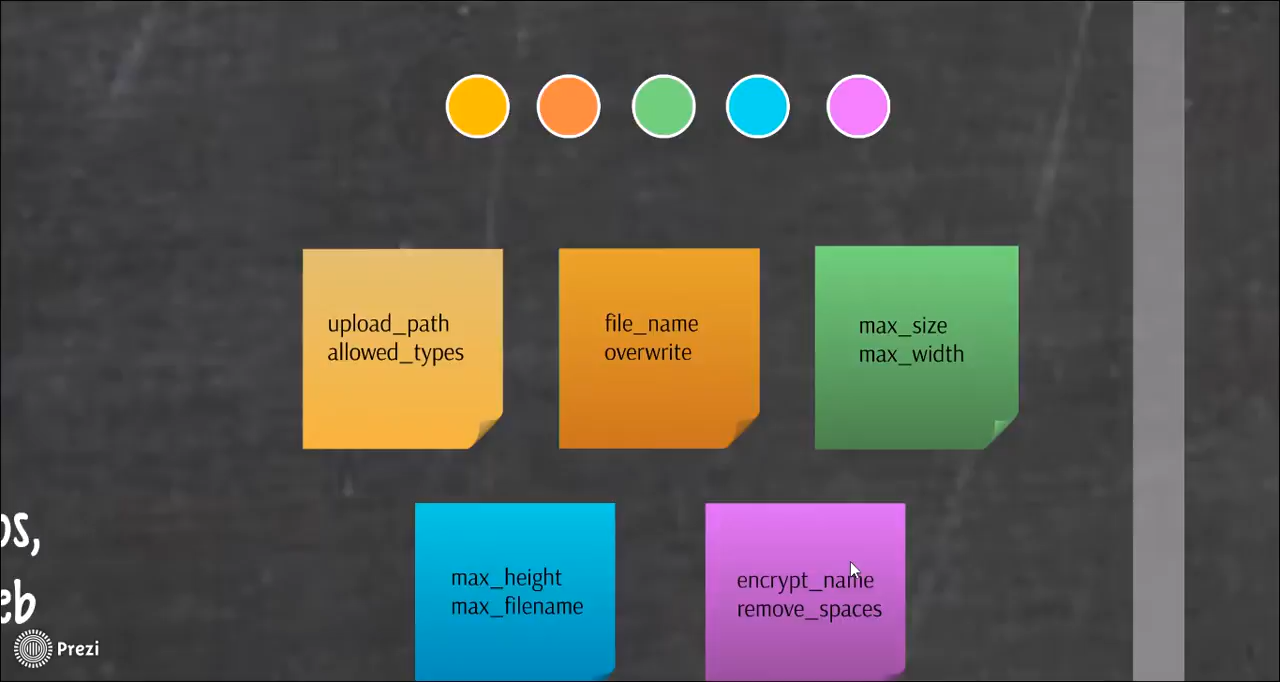 upload_path
allowed_types
file_name
overwrite
max_size
max_width
max_height
max_filename
encrypt_name
remove_spaces
Prezi